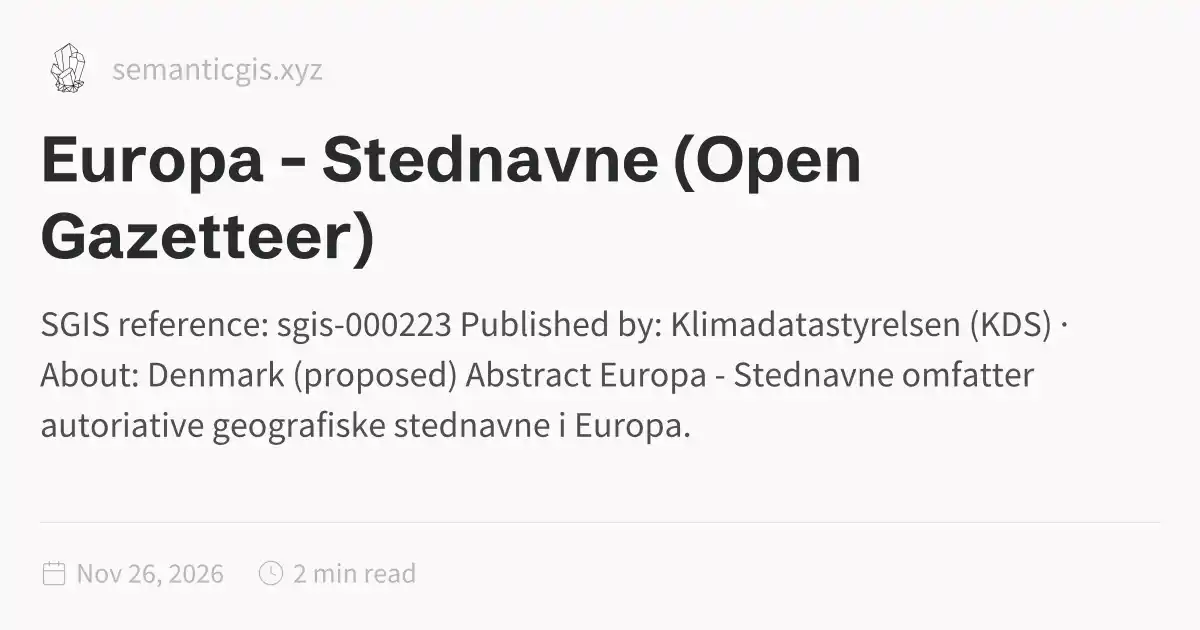 semanticgis.xyz
Europa - Stednavne (Open
Gazetteer)
SGIS reference: sgis-000223 Published by: Klimadatastyrelsen (KDS) ·
About: Denmark (proposed) Abstract Europa - Stednavne omfatter
autoriative geografiske stednavne i Europa.
Nov 26, 2026 2 min read